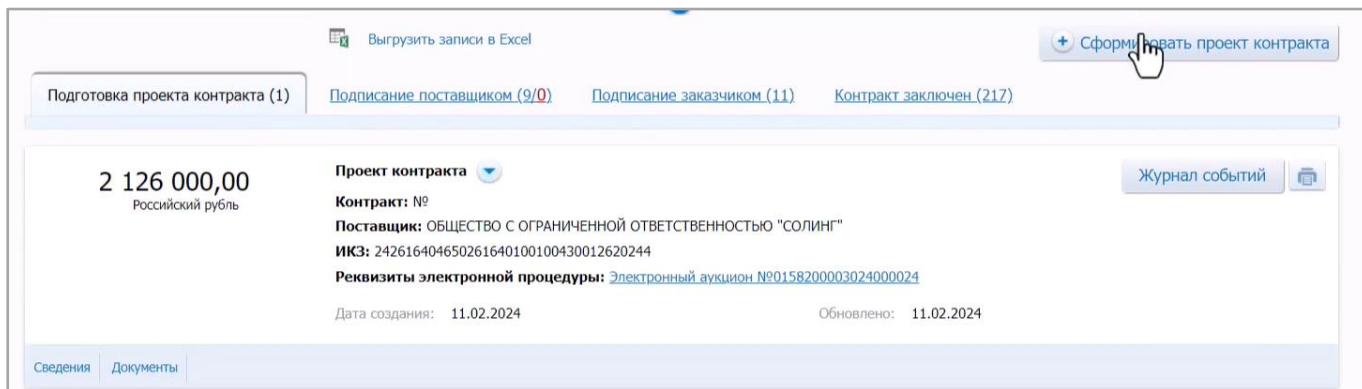 Выгрузить записи в Excel
Сформировать проект контракта
Подготовка проекта контракта (1) Подписание поставщиком (9/0) Подписание заказчиком (11) Контракт заключен (217)
2 126 000,00
Российский рубль
Проект контракта
Журнал событий
Контракт: №
Поставщик: ОБЩЕСТВО С ОГРАНИЧЕННОЙ ОТВЕТСТВЕННОСТЬЮ "СОЛИНГ"
ИКЗ: 242616404650261640100100430012620244
Реквизиты электронной процедуры: Электронный аукцион №0158200003024000024
Дата создания: 11.02.2024 Обновлено: 11.02.2024
Сведения Документы